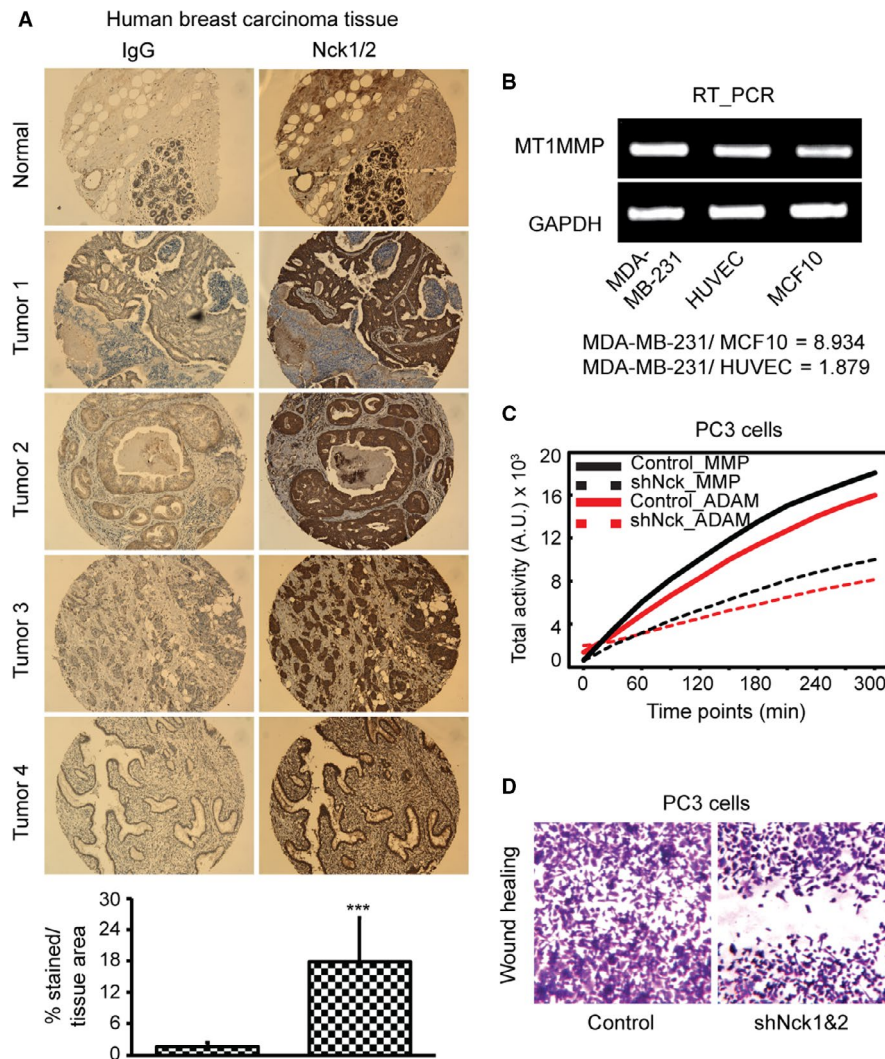 A
Human breast carcinoma tissue
IgG
Nck1/2
Normal
Tumor 1
Tumor 2
Tumor 3
Tumor 4
% stained/
tissue area
30
24
18
12
6
0
***
B
RT_PCR
MT1MMP
GAPDH
MDA-
MB-231
HUVEC
MCF10
MDA-MB-231/ MCF10 = 8.934
MDA-MB-231/ HUVEC = 1.879
C
PC3 cells
Total activity (A.U.) x 10³
20
16
12
8
4
0
Control_MMP
shNck_MMP
Control_ADAM
shNck_ADAM
0 60 120 180 240 300
Time points (min)
D
PC3 cells
Wound healing
Control
shNck1&2